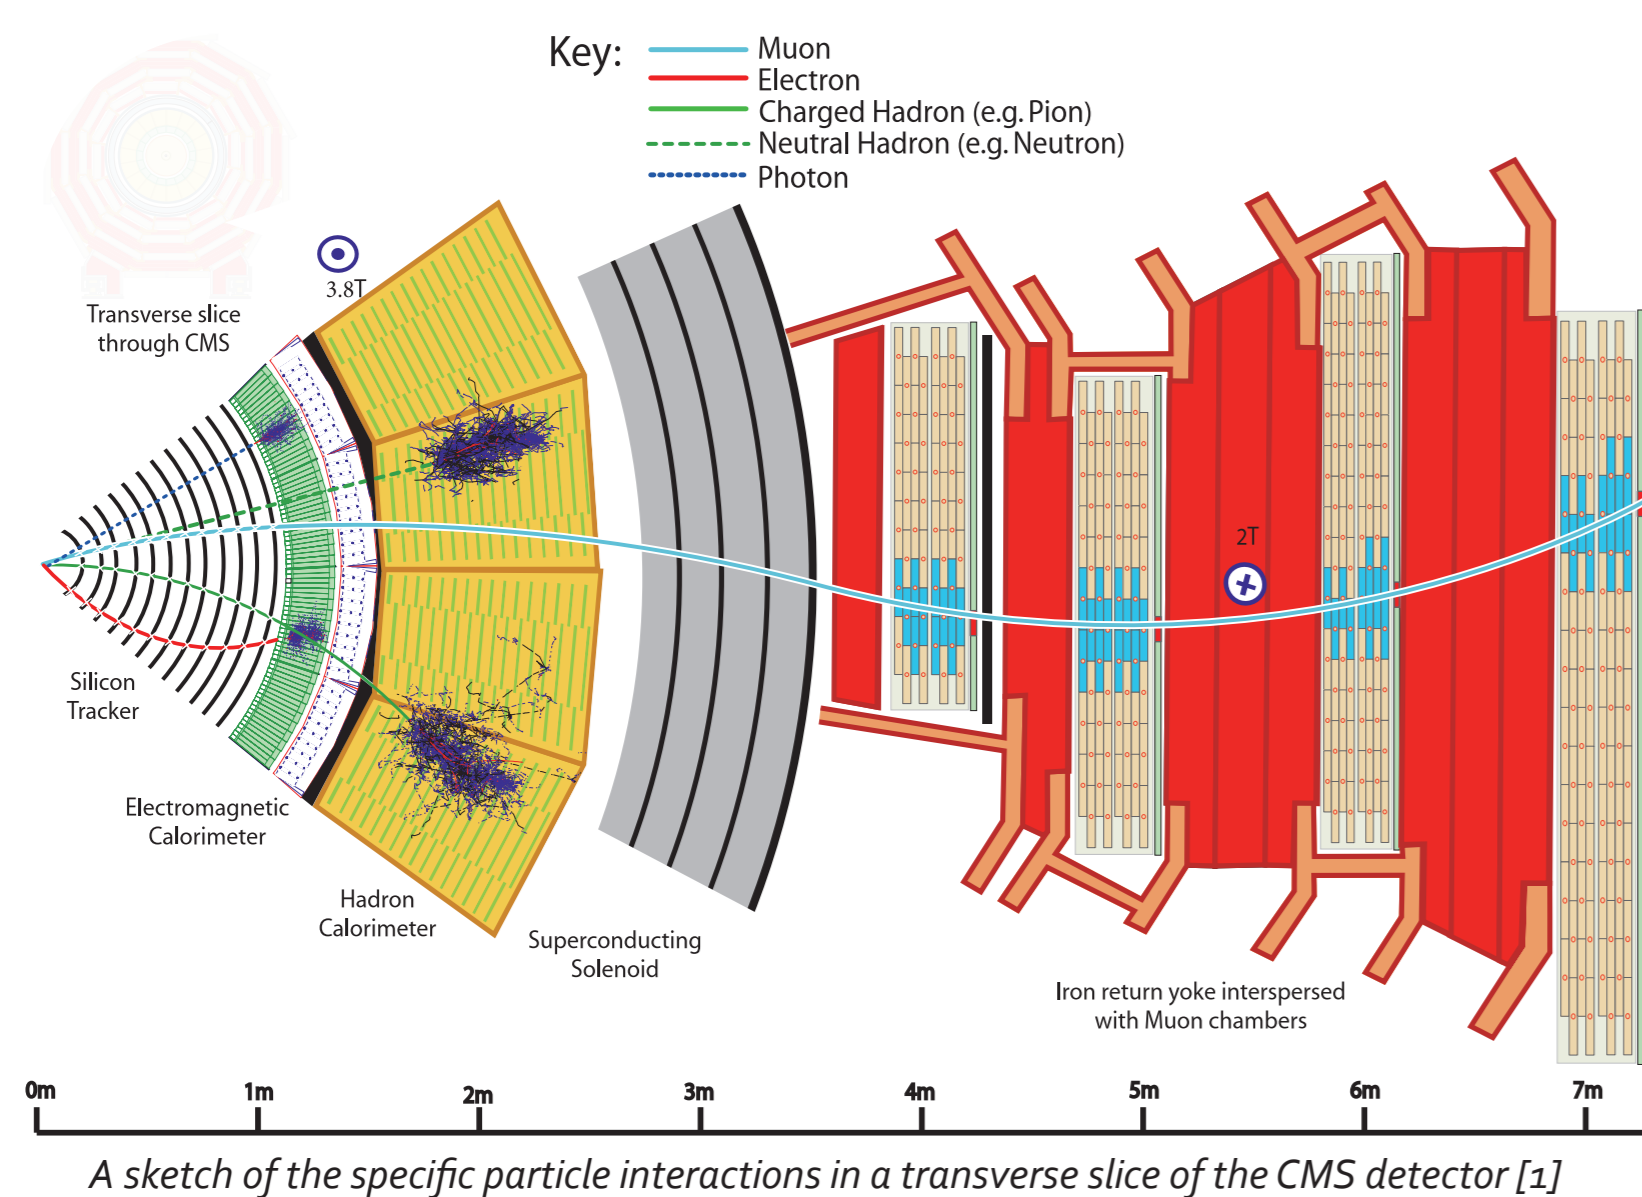 Key:
Muon
Electron
Charged Hadron (e.g. Pion)
Neutral Hadron (e.g. Neutron)
Photon
3.8T
Transverse slice
through CMS
2T
Silicon
Tracker
Electromagnetic
Calorimeter
Hadron
Calorimeter
Superconducting
Solenoid
Iron return yoke interspersed
with Muon chambers
0m 1m 2m 3m 4m 5m 6m 7m
A sketch of the specific particle interactions in a transverse slice of the CMS detector [1]